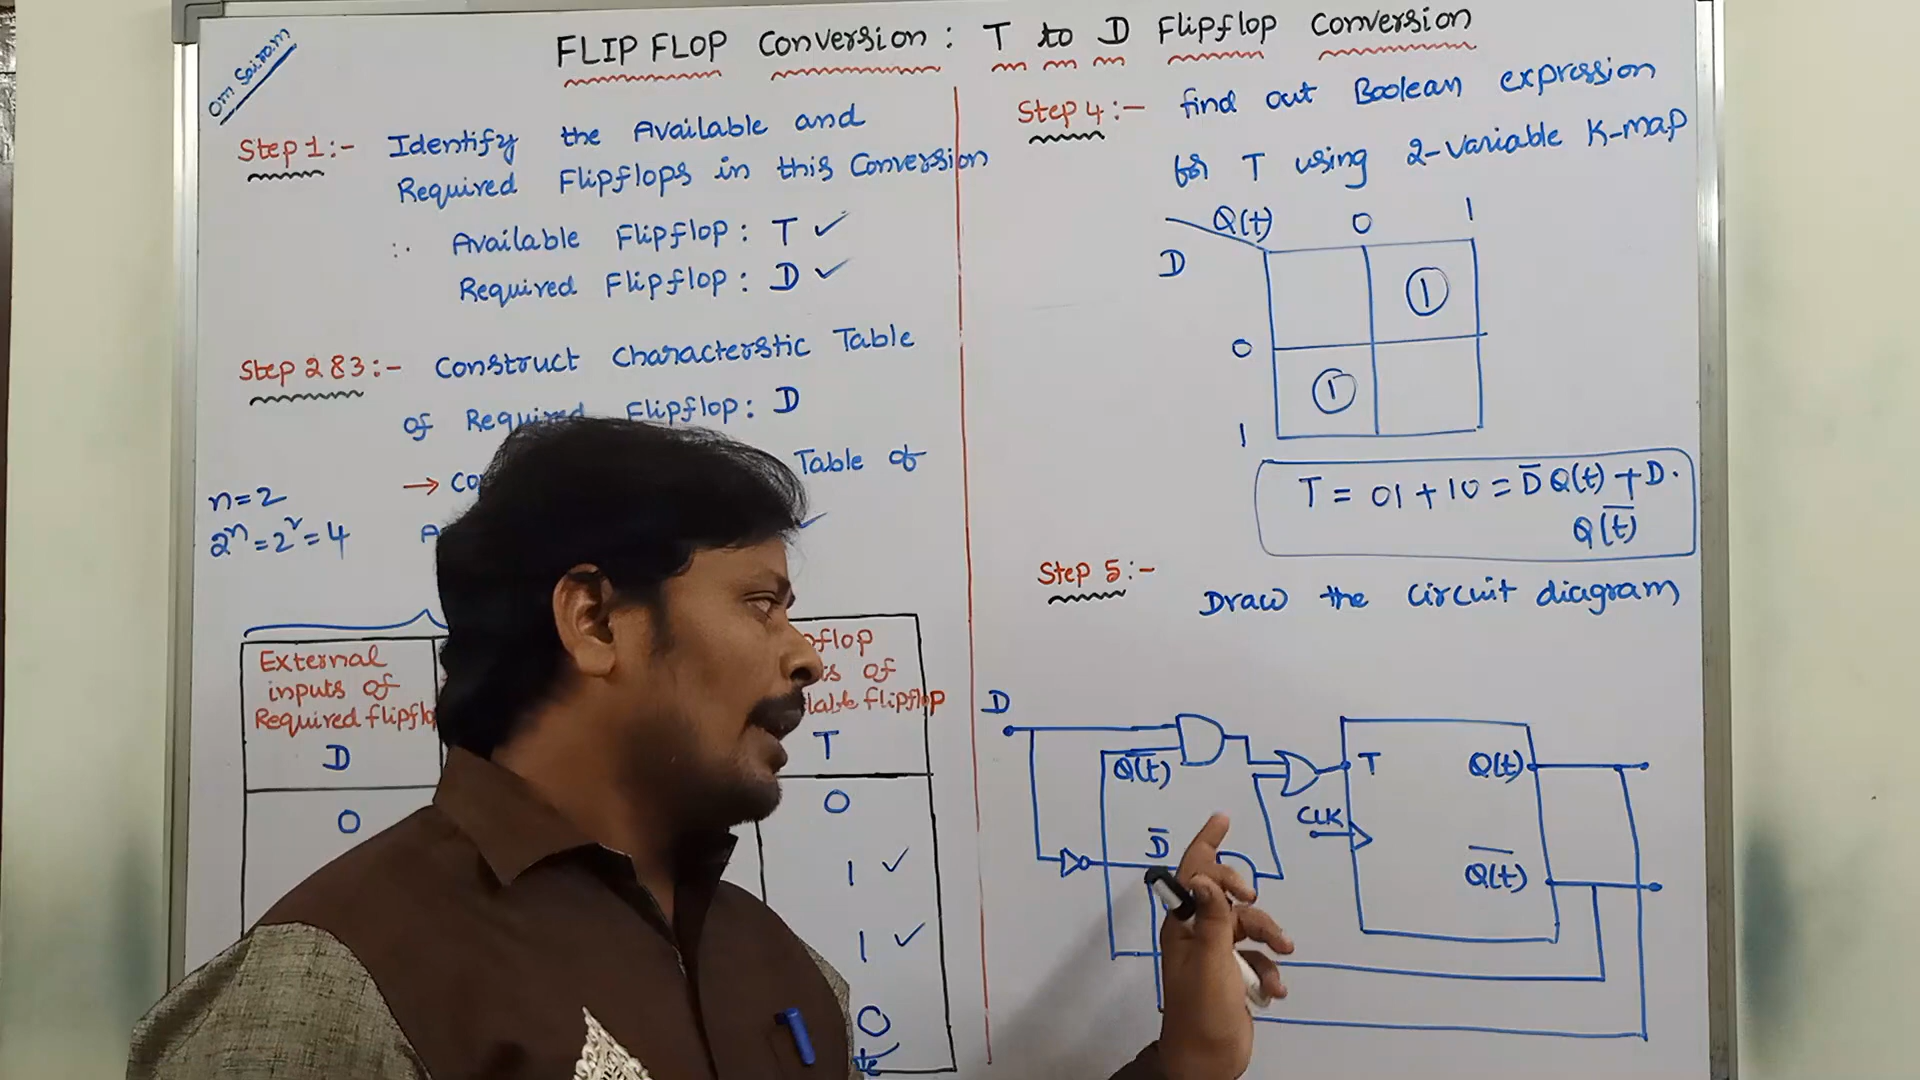 Om Sairam
FLIP FLOP Conversion : T to D Flipflop Conversion
Step 1:- Identify the Available and
Required Flipflops in this Conversion
∴ Available Flipflop : T ✓
Required Flipflop : D ✓
Step 2&3:- Construct Characterstic Table
of Required Flipflop : D
→ Table of
n=2
2ⁿ = 2² = 4
External
inputs of
Required
D
0
of
flipflop
T
0
1 ✓
1 ✓
0
Step 4:- find out Boolean expression
for T using 2-Variable K-map
Q(t) 0 1
D
1
0
1
1
T = 01 + 10 = D̅ Q(t) + D.
Q(t)̅
Step 5:-
Draw the Circuit diagram
D
Q̅(t)̅
T Q(t)
CLK
D̅
Q̅(t)̅